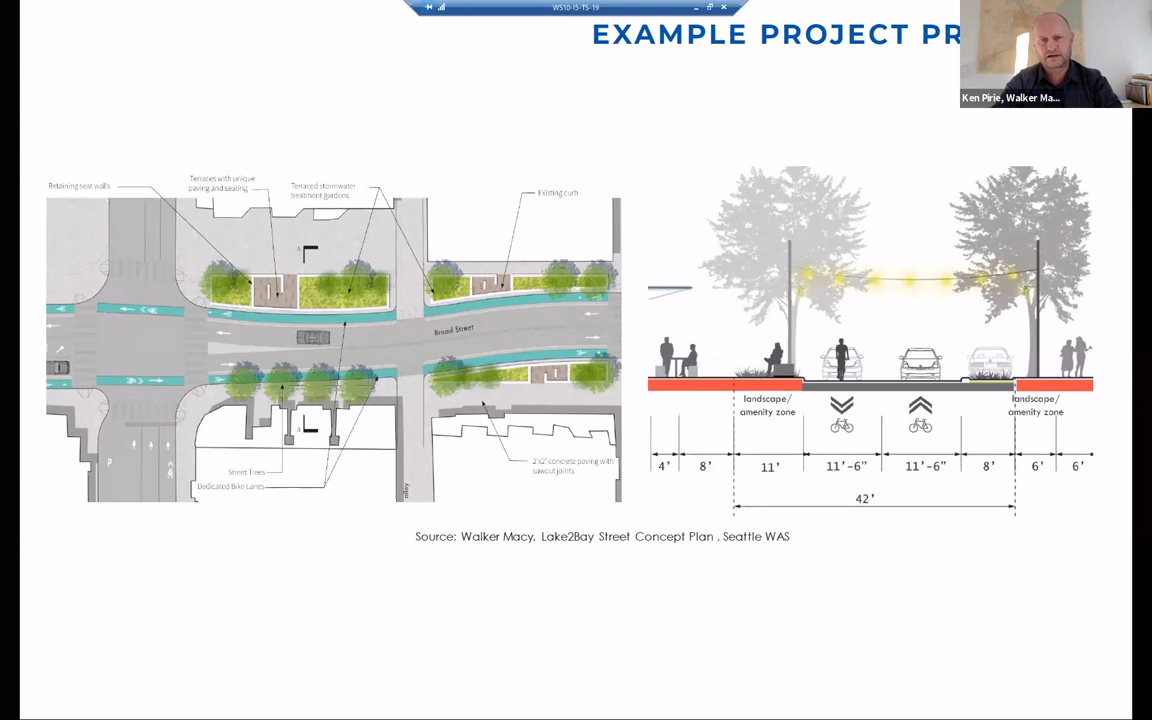 WS10-IS-TS-19
EXAMPLE PROJECT PR
Ken Pirie, Walker Ma...
Retaining seat walls
Terraces with unique
paving and seating
Terraced stormwater
treatment gardens
Existing curb
A
Broad Street
B
P
Street Trees
Dedicated Bike Lanes
alley
2'x2' concrete paving with
sawcut joints
landscape/
amenity zone
landscape/
amenity zone
4'
8'
11'
11'-6"
11'-6"
8'
6'
6'
42'
Source: Walker Macy, Lake2Bay Street Concept Plan , Seattle WAS